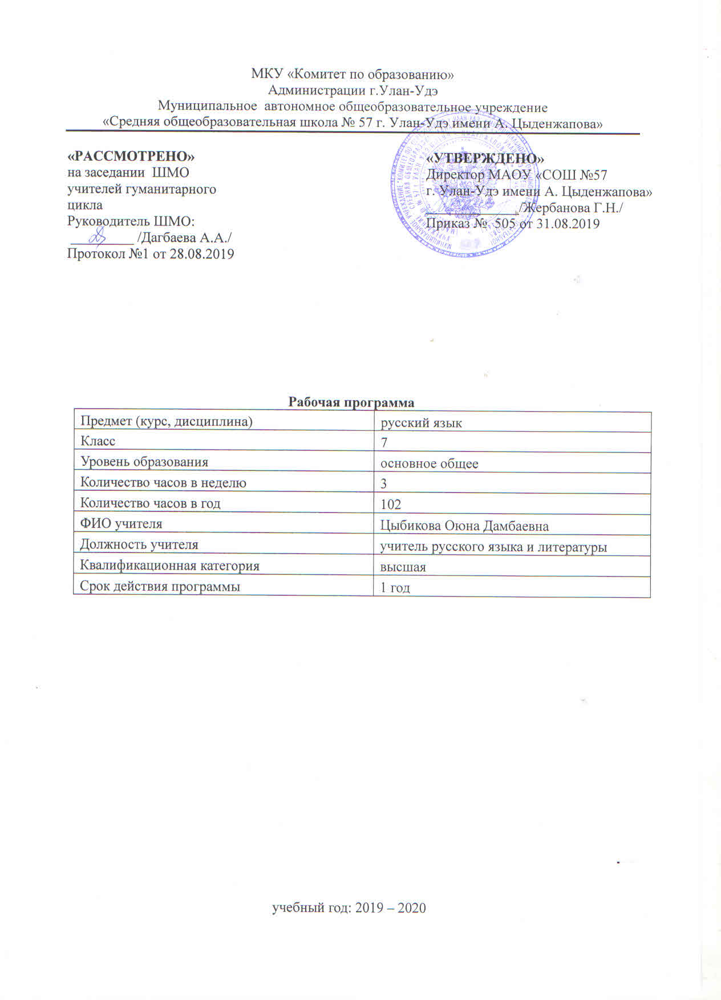 МКУ «Комитет по образованию»
Администрации г.Улан-Удэ
Муниципальное  автономное общеобразовательное учреждение
«Средняя общеобразовательная школа № 57 г. Улан-Удэ имени А. Цыденжапова»
«РАССМОТРЕНО»
на заседании  ШМО
учителей гуманитарного
цикла
Руководитель ШМО:
_________ /Дагбаева А.А./
Протокол №1 от 28.08.2019
«УТВЕРЖДЕНО»
Директор МАОУ «СОШ №57
г. Улан-Удэ имени А. Цыденжапова»
_____________/Жербанова Г.Н./
Приказ №  505 от 31.08.2019
Рабочая программа
Предмет (курс, дисциплина) русский язык
Класс 7
Уровень образования основное общее
Количество часов в неделю 3
Количество часов в год 102
ФИО учителя Цыбикова Оюна Дамбаевна
Должность учителя учитель русского языка и литературы
Квалификационная категория высшая
Срок действия программы 1 год
учебный год: 2019 – 2020